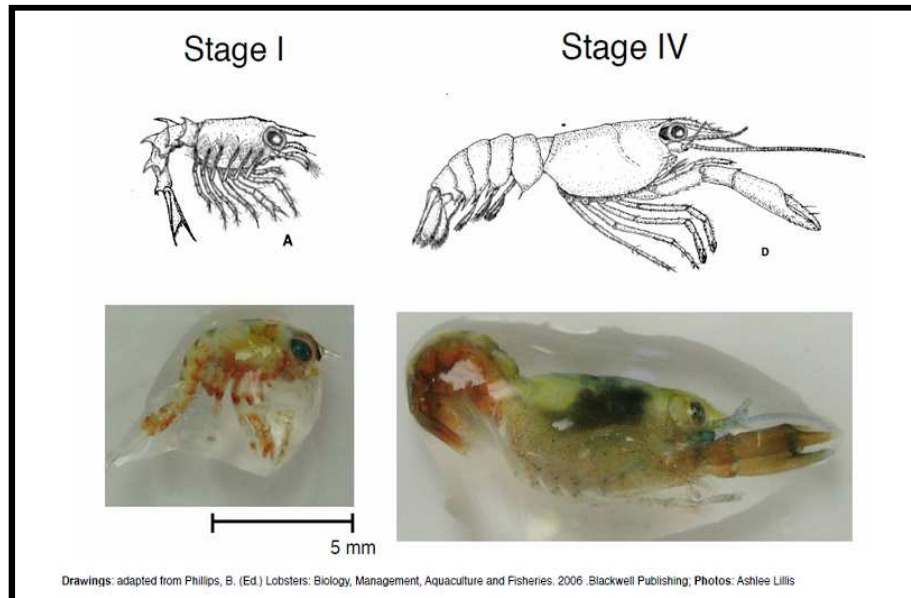 Stage I
Stage IV
A
D
5 mm
Drawings: adapted from Phillips, B. (Ed.) Lobsters: Biology, Management, Aquaculture and Fisheries. 2006 .Blackwell Publishing; Photos: Ashlee Lillis